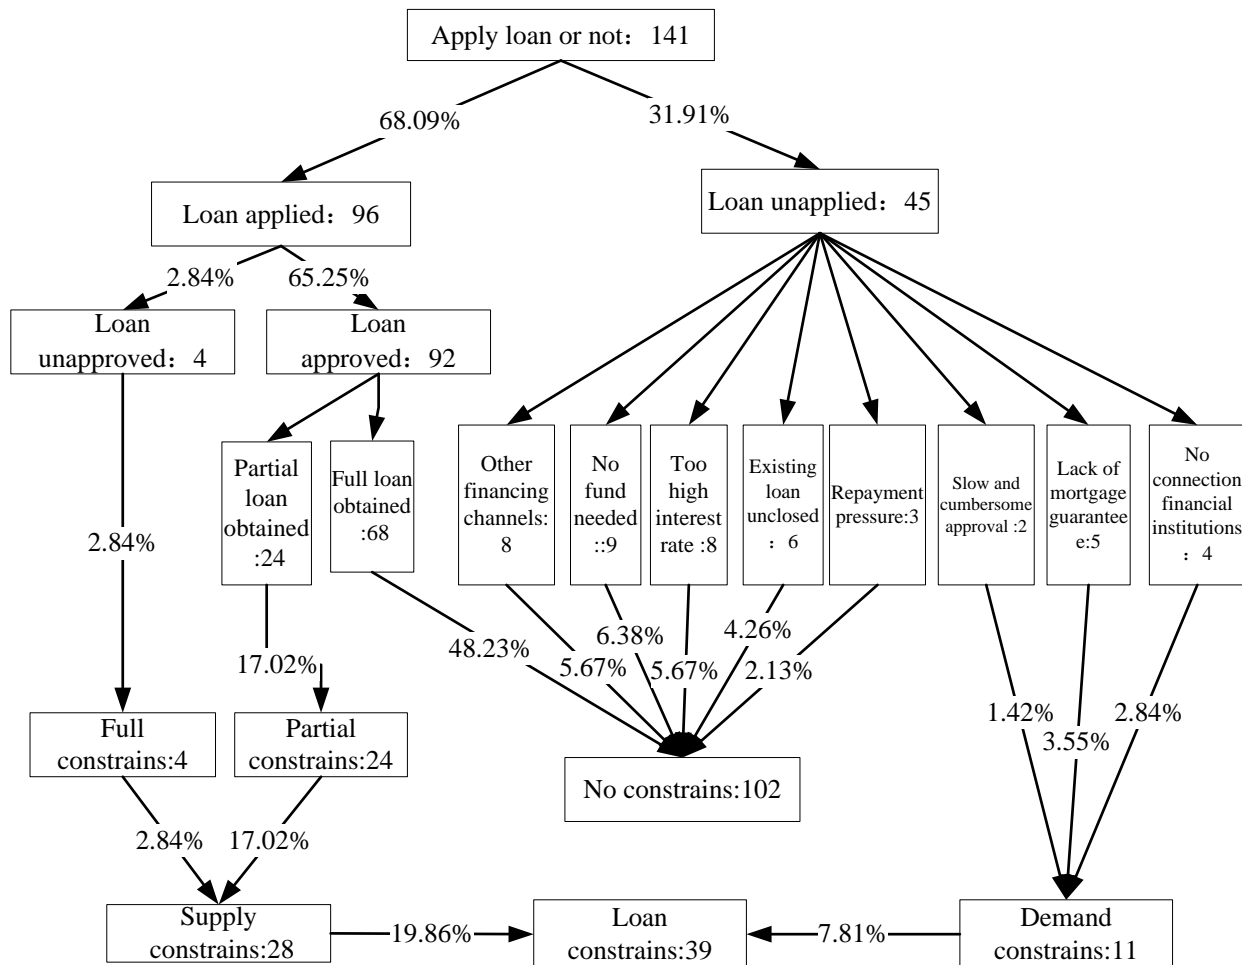 Apply loan or not：141
68.09%
31.91%
Loan applied：96
Loan unapplied：45
2.84%
65.25%
Loan
unapproved：4
Loan
approved：92
Partial
loan
obtained
:24
Full loan
obtained
:68
Other
financing
channels:
8
No
fund
needed
::9
Too
high
interest
rate :8
Existing
loan
unclosed
：6
Repayment
pressure:3
Slow and
cumbersome
approval :2
Lack of
mortgage
guarantee
e:5
No
connection
financial
institutions
：4
2.84%
17.02%
48.23%
5.67%
6.38%
5.67%
4.26%
2.13%
1.42%
3.55%
2.84%
Full
constrains:4
Partial
constrains:24
No constrains:102
2.84%
17.02%
Supply
constrains:28
19.86%
Loan
constrains:39
7.81%
Demand
constrains:11